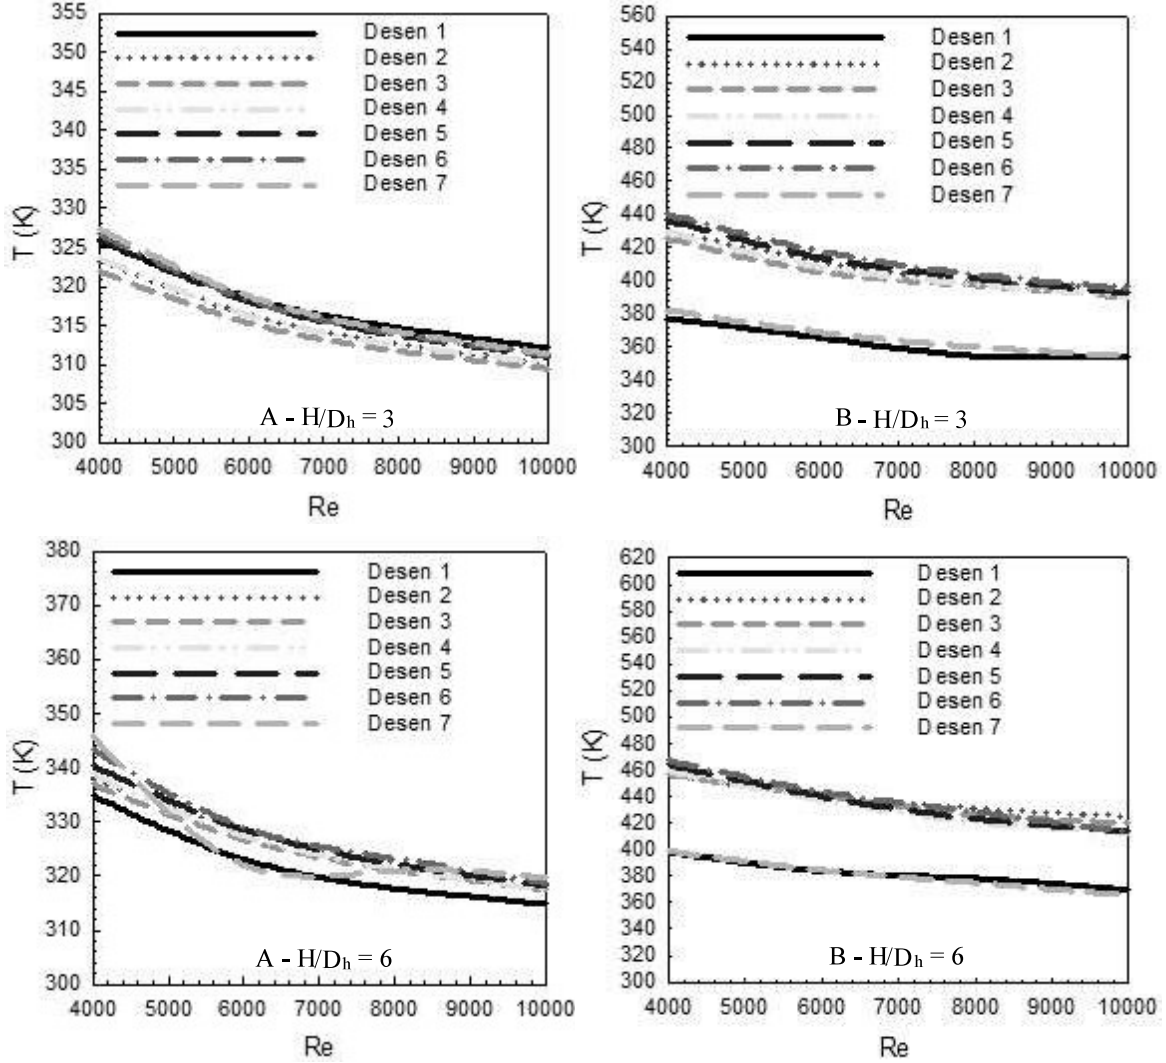 355
350
345
340
335
330
325
320
315
310
305
300
T (K)
Desen 1
Desen 2
Desen 3
Desen 4
Desen 5
Desen 6
Desen 7
A - H/Dh = 3
4000 5000 6000 7000 8000 9000 10000
Re
560
540
520
500
480
460
440
420
400
380
360
340
320
300
T (K)
Desen 1
Desen 2
Desen 3
Desen 4
Desen 5
Desen 6
Desen 7
B - H/Dh = 3
4000 5000 6000 7000 8000 9000 10000
Re
380
370
360
350
340
330
320
310
300
T (K)
Desen 1
Desen 2
Desen 3
Desen 4
Desen 5
Desen 6
Desen 7
A - H/Dh = 6
4000 5000 6000 7000 8000 9000 10000
Re
620
600
580
560
540
520
500
480
460
440
420
400
380
360
340
320
300
T (K)
Desen 1
Desen 2
Desen 3
Desen 4
Desen 5
Desen 6
Desen 7
B - H/Dh = 6
4000 5000 6000 7000 8000 9000 10000
Re